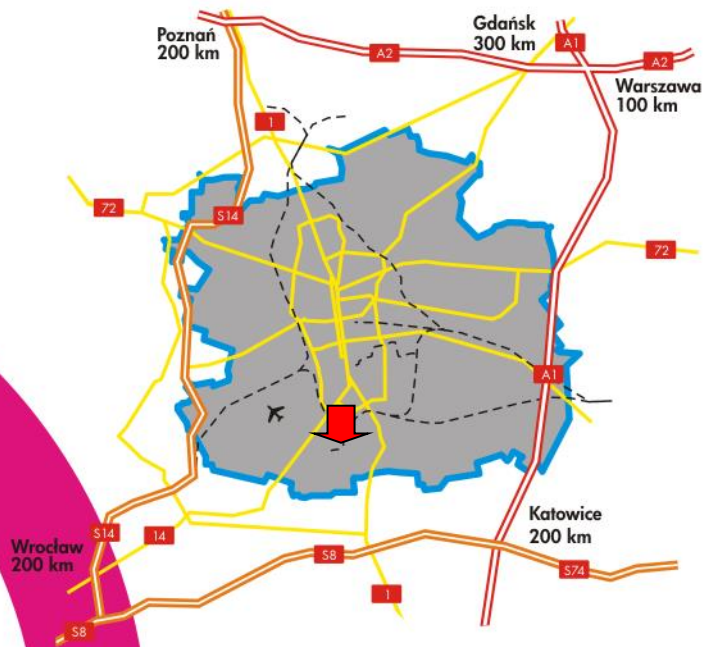 Gdańsk
300 km
Poznań
200 km
A1
A2
A2
Warszawa
100 km
1
72
S14
72
A1
Katowice
200 km
S14
14
Wrocław
200 km
S8
S74
1
S8